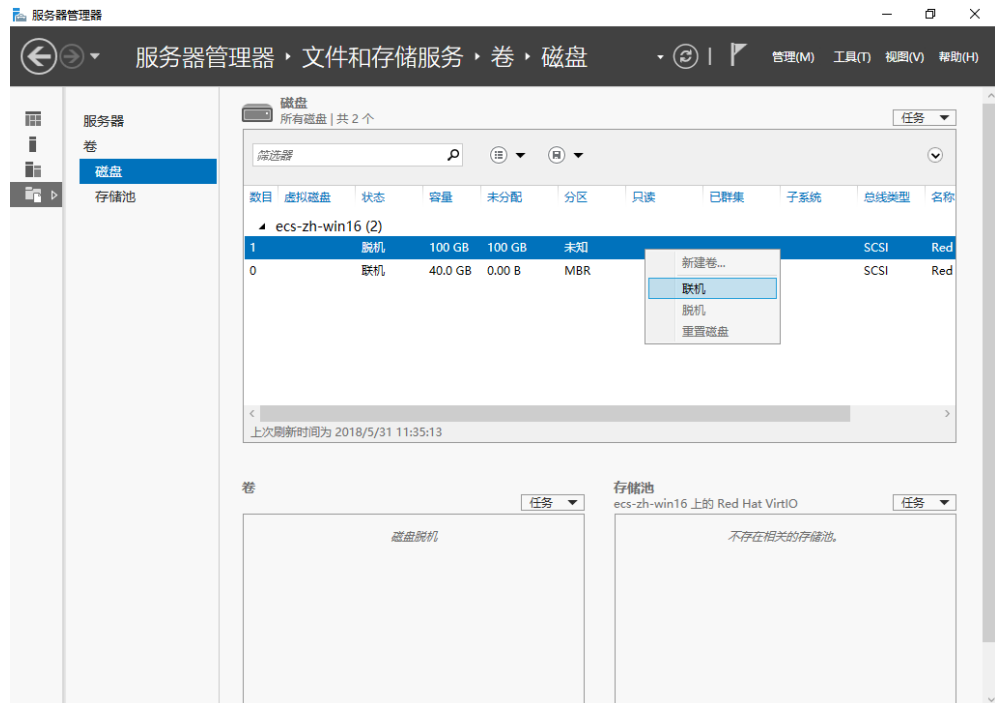 服务器管理器
服务器管理器 · 文件和存储服务 · 卷 · 磁盘
管理(M) 工具(T) 视图(V) 帮助(H)
服务器
卷
磁盘
存储池
磁盘
所有磁盘 | 共 2 个
任务
筛选器
数目 虚拟磁盘 状态 容量 未分配 分区 只读 已群集 子系统 总线类型 名称
ecs-zh-win16 (2)
1 脱机 100 GB 100 GB 未知 SCSI Red
0 联机 40.0 GB 0.00 B MBR SCSI Red
新建卷...
联机
脱机
重置磁盘
上次刷新时间为 2018/5/31 11:35:13
卷
任务
磁盘脱机
存储池
ecs-zh-win16 上的 Red Hat VirtIO
任务
不存在相关的存储池。